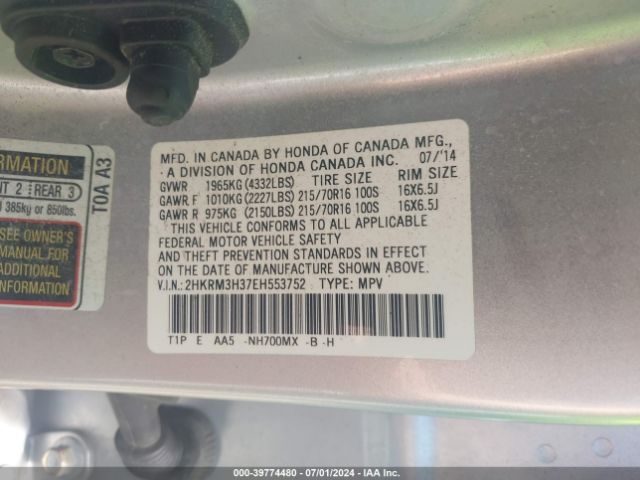 RMATION
NT 2 REAR 3
385kg or 850lbs.
SEE OWNER'S
MANUAL FOR
ADDITIONAL
INFORMATION
T0A A3
MFD. IN CANADA BY HONDA OF CANADA MFG.,
A DIVISION OF HONDA CANADA INC. 07/'14
GVWR 1965KG(4332LBS) TIRE SIZE RIM SIZE
GAWR F 1010KG(2227LBS) 215/70R16 100S 16X6.5J
GAWR R 975KG(2150LBS) 215/70R16 100S 16X6.5J
THIS VEHICLE CONFORMS TO ALL APPLICABLE
FEDERAL MOTOR VEHICLE SAFETY
AND THEFT PREVENTION STANDARDS IN EFFECT
ON THE DATE OF MANUFACTURE SHOWN ABOVE.
V.I.N.: 2HKRM3H37EH553752 TYPE: MPV
T1P E AA5 -NH700MX -B -H
000-39774480 - 07/01/2024 - IAA Inc.